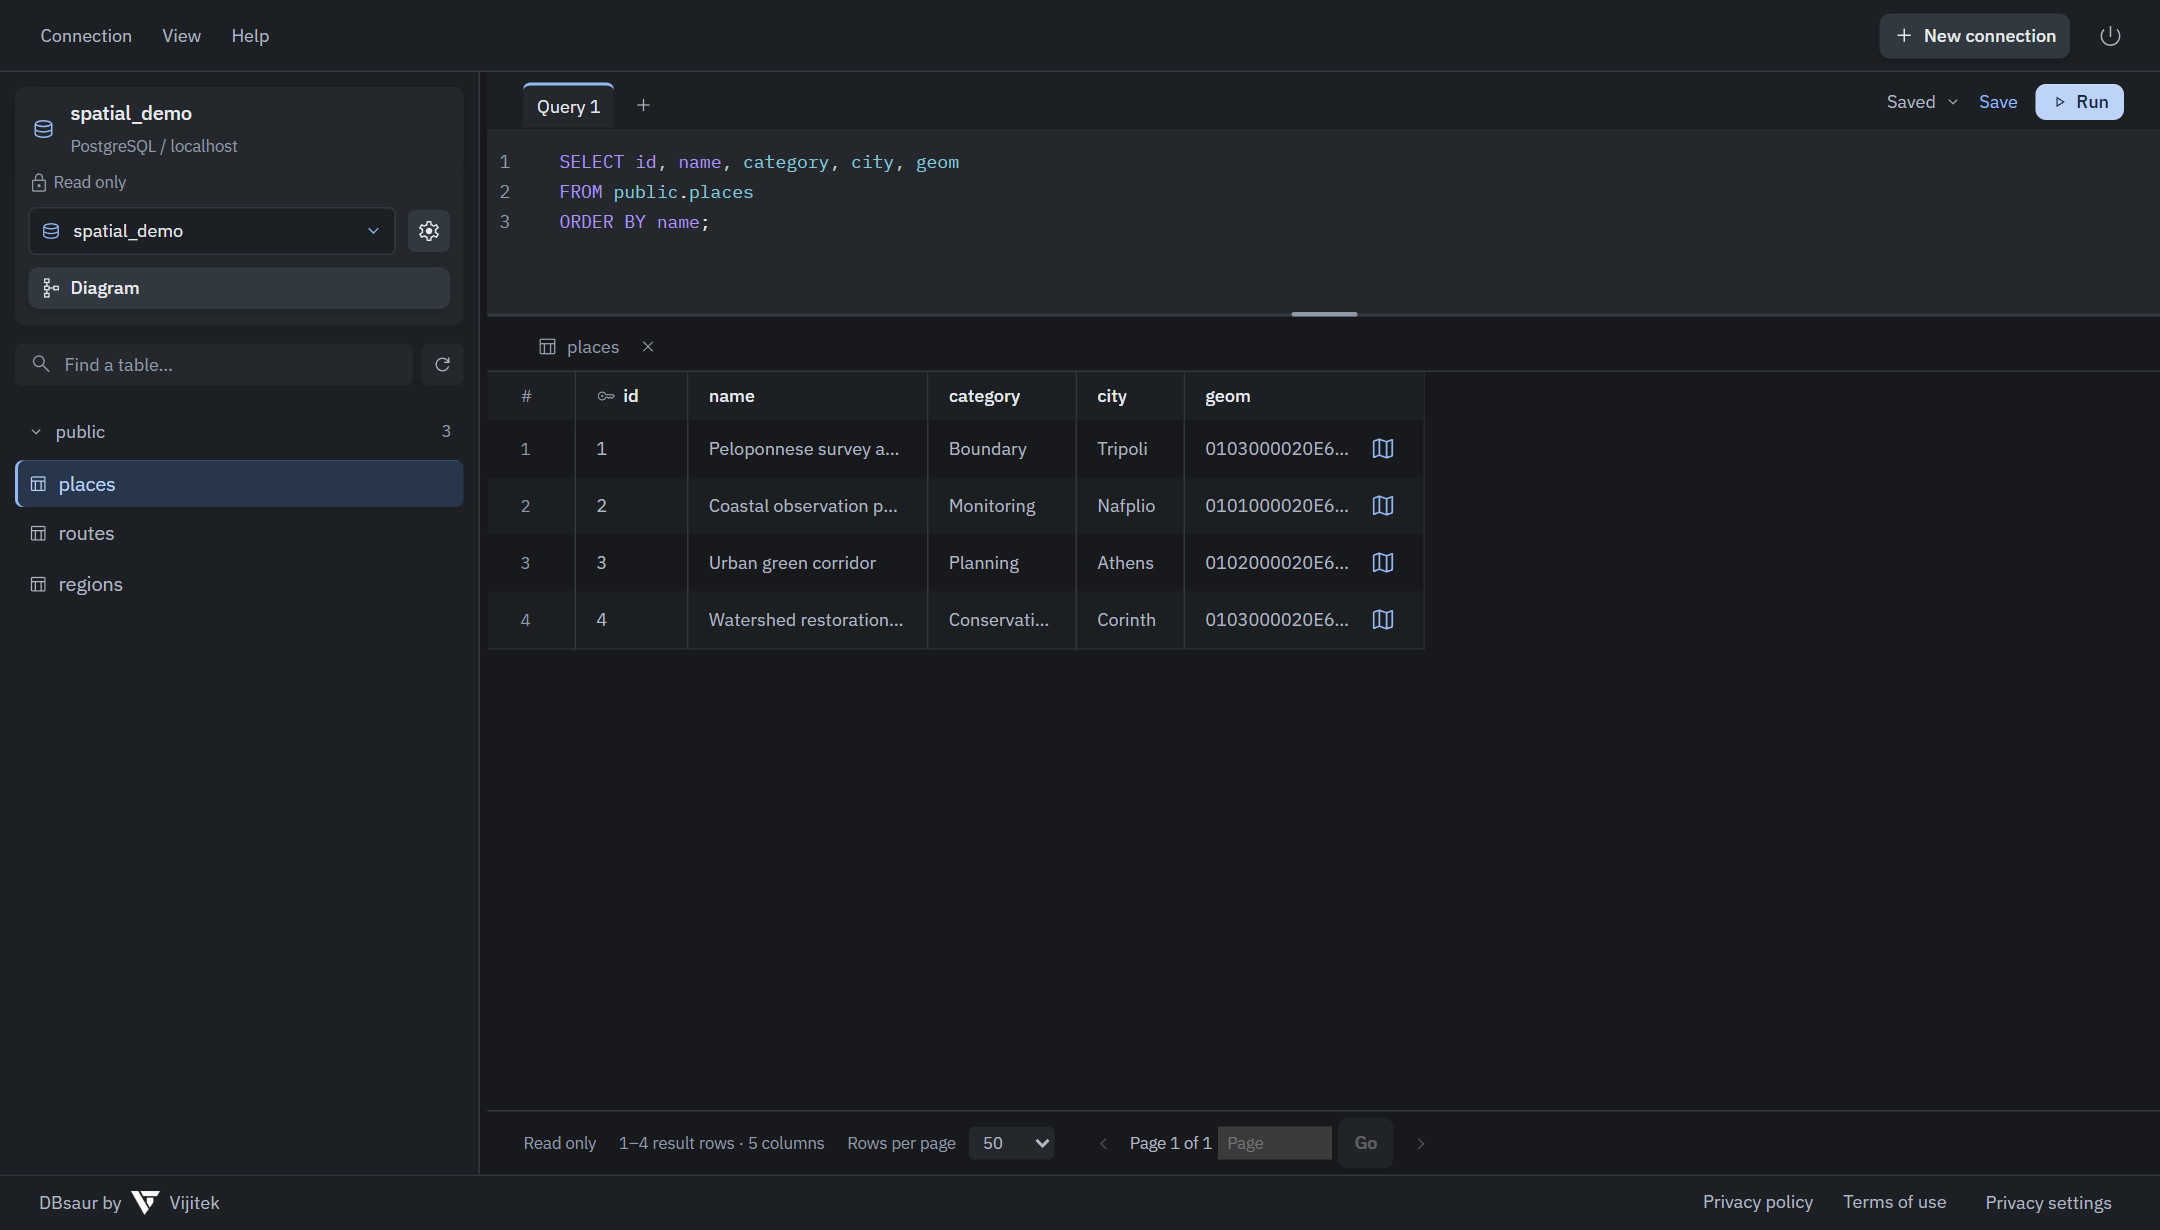 Connection View Help
New connection
spatial_demo
PostgreSQL / localhost
Read only
spatial_demo
Diagram
Find a table...
public 3
places
routes
regions
Query 1
Saved Save Run
1 SELECT id, name, category, city, geom
2 FROM public.places
3 ORDER BY name;
places
# id name category city geom
1 1 Peloponnese survey a... Boundary Tripoli 0103000020E6...
2 2 Coastal observation p... Monitoring Nafplio 0101000020E6...
3 3 Urban green corridor Planning Athens 0102000020E6...
4 4 Watershed restoration... Conservati... Corinth 0103000020E6...
Read only 1–4 result rows · 5 columns Rows per page 50 Page 1 of 1 Page Go
DBsaur by Vijitek
Privacy policy Terms of use Privacy settings